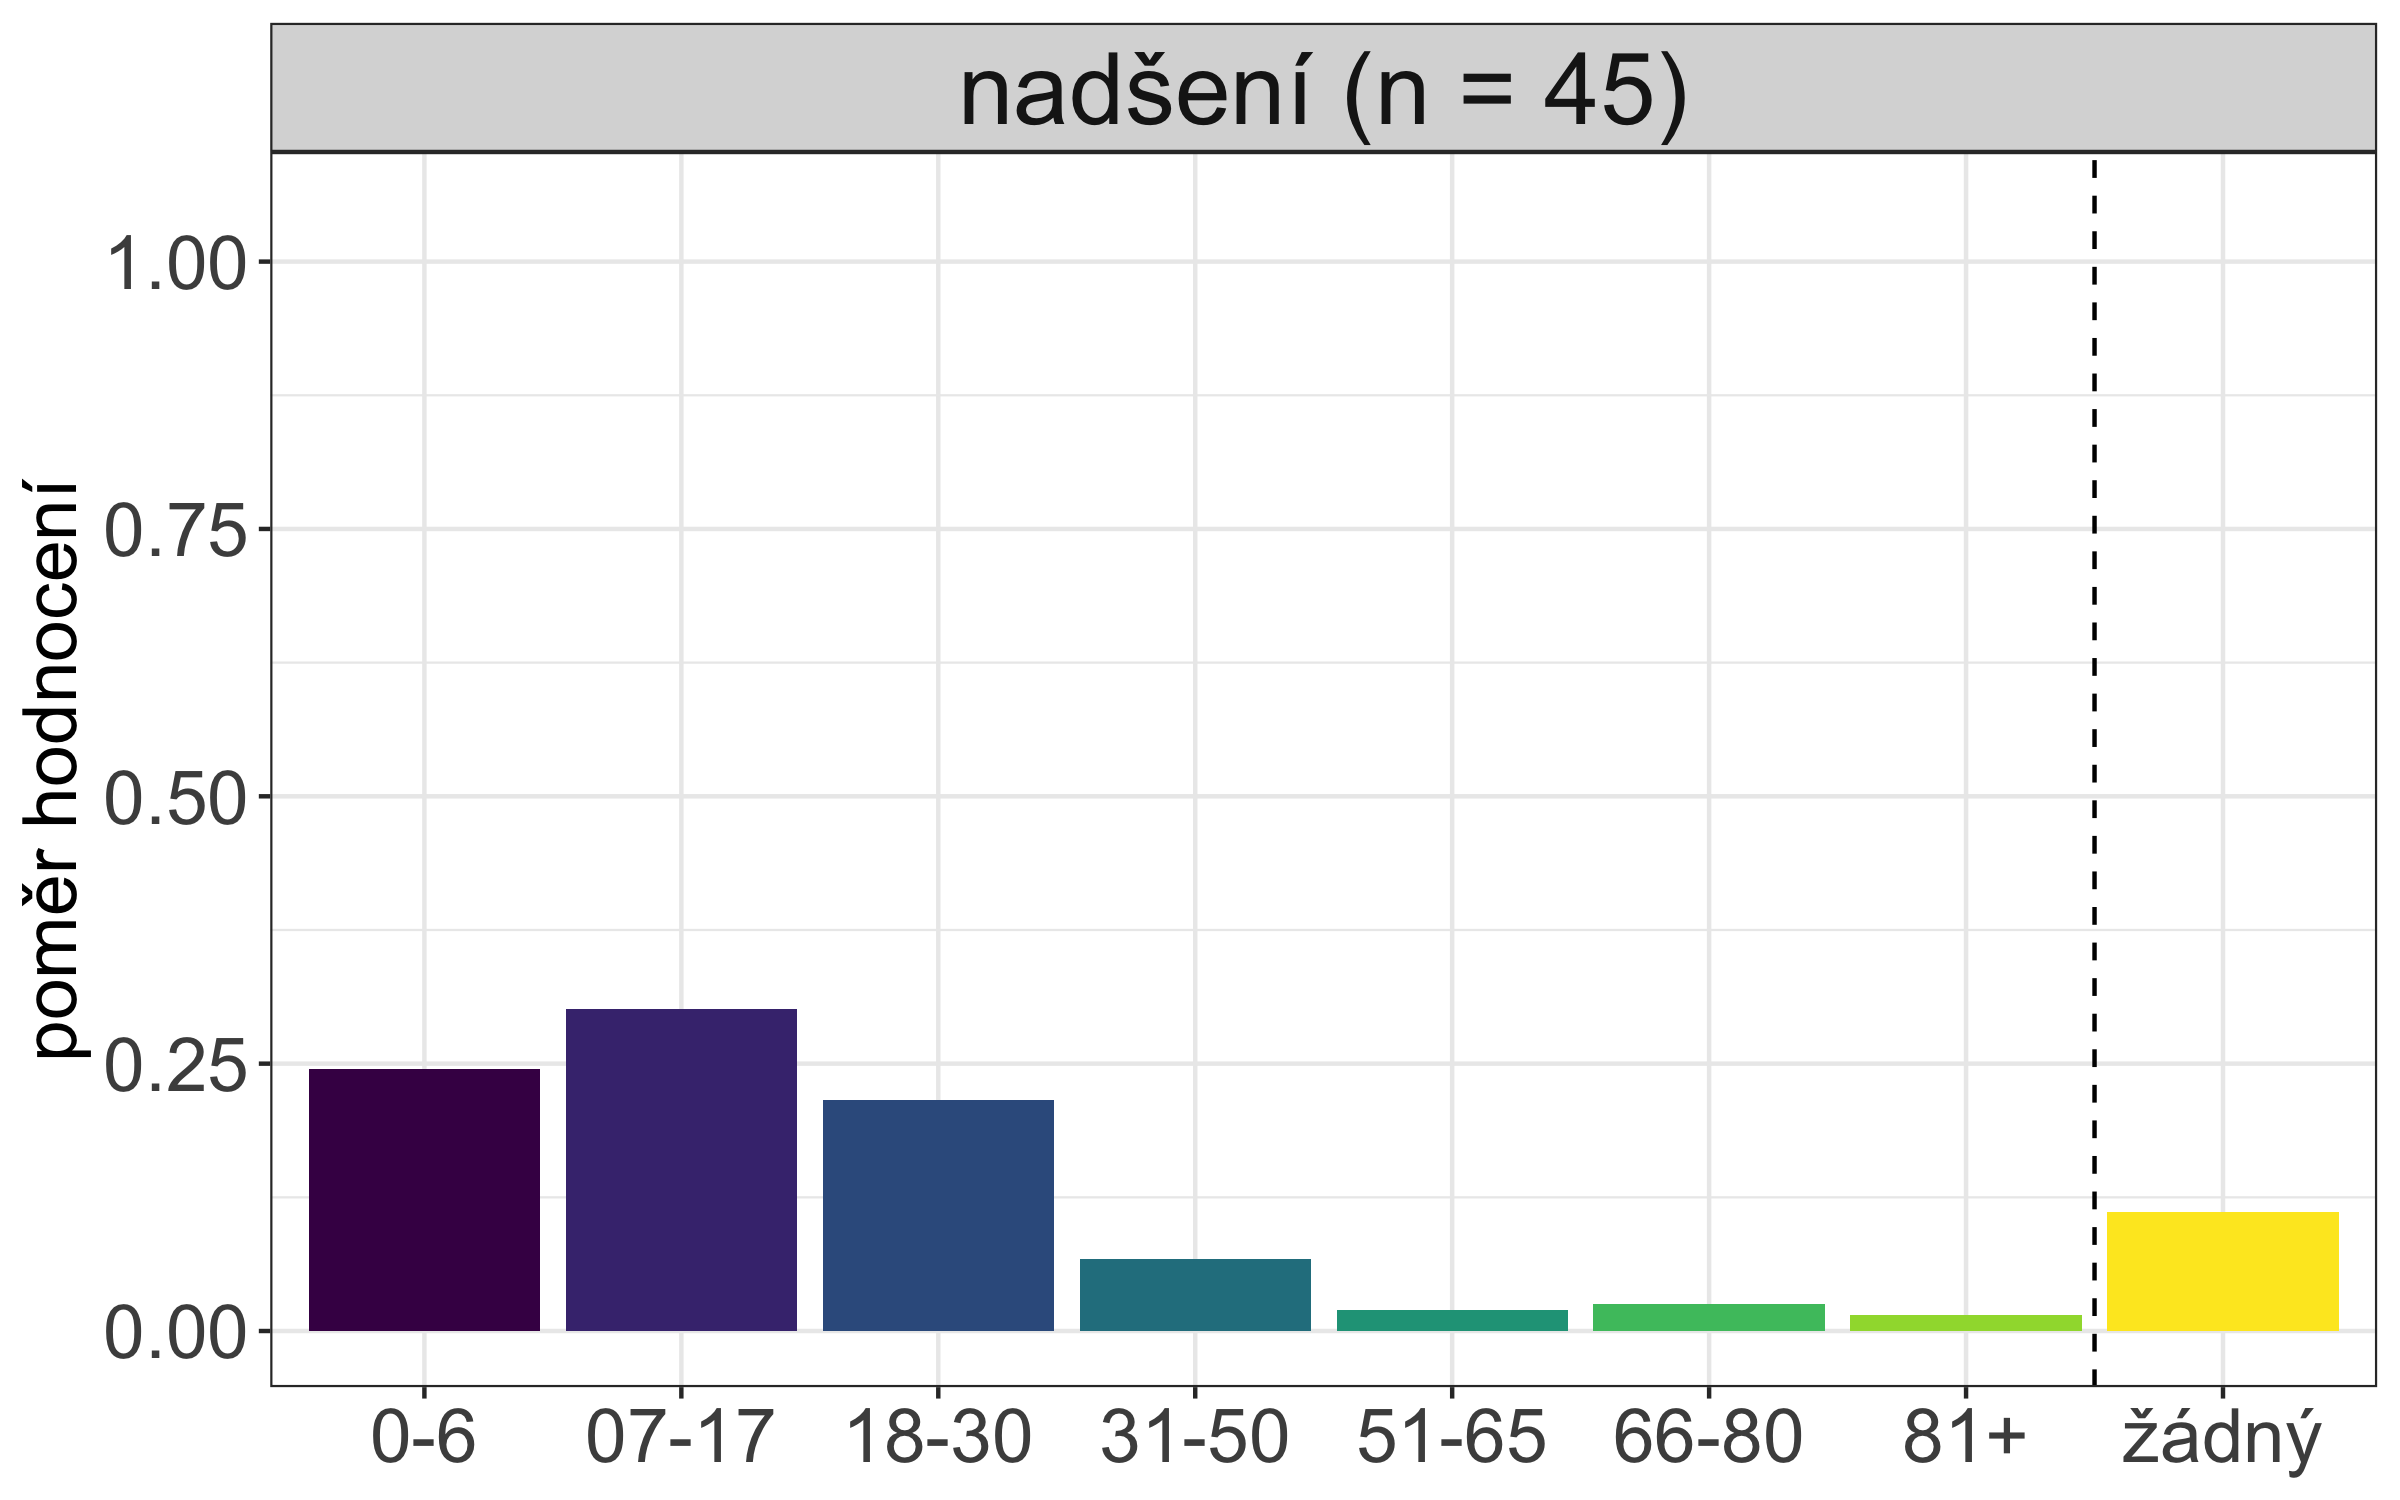 nadšení (n = 45)
poměr hodnocení
1.00
0.75
0.50
0.25
0.00
0-6 07-17 18-30 31-50 51-65 66-80 81+ žádný